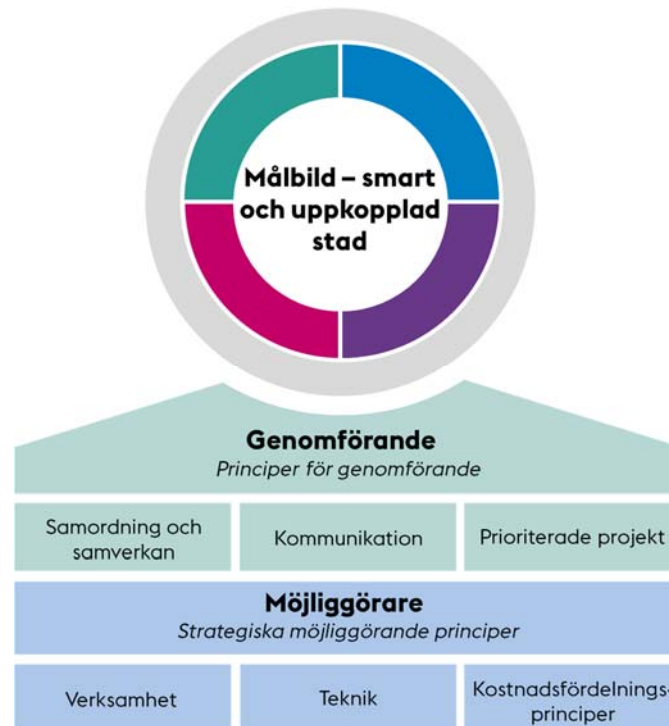 Målbild – smart
och uppkopplad
stad
Genomförande
Principer för genomförande
Samordning och
samverkan
Kommunikation
Prioriterade projekt
Möjliggörare
Strategiska möjliggörande principer
Verksamhet
Teknik
Kostnadsfördelnings-
principer